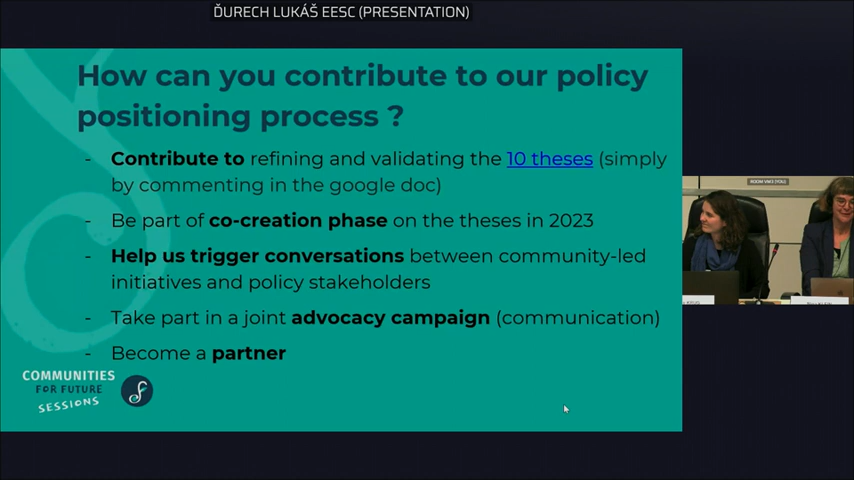 ĎURECH LUKÁŠ EESC (PRESENTATION)
How can you contribute to our policy
positioning process ?
- Contribute to refining and validating the 10 theses (simply
by commenting in the google doc)
- Be part of co-creation phase on the theses in 2023
- Help us trigger conversations between community-led
initiatives and policy stakeholders
- Take part in a joint advocacy campaign (communication)
- Become a partner
COMMUNITIES
FOR FUTURE
SESSIONS